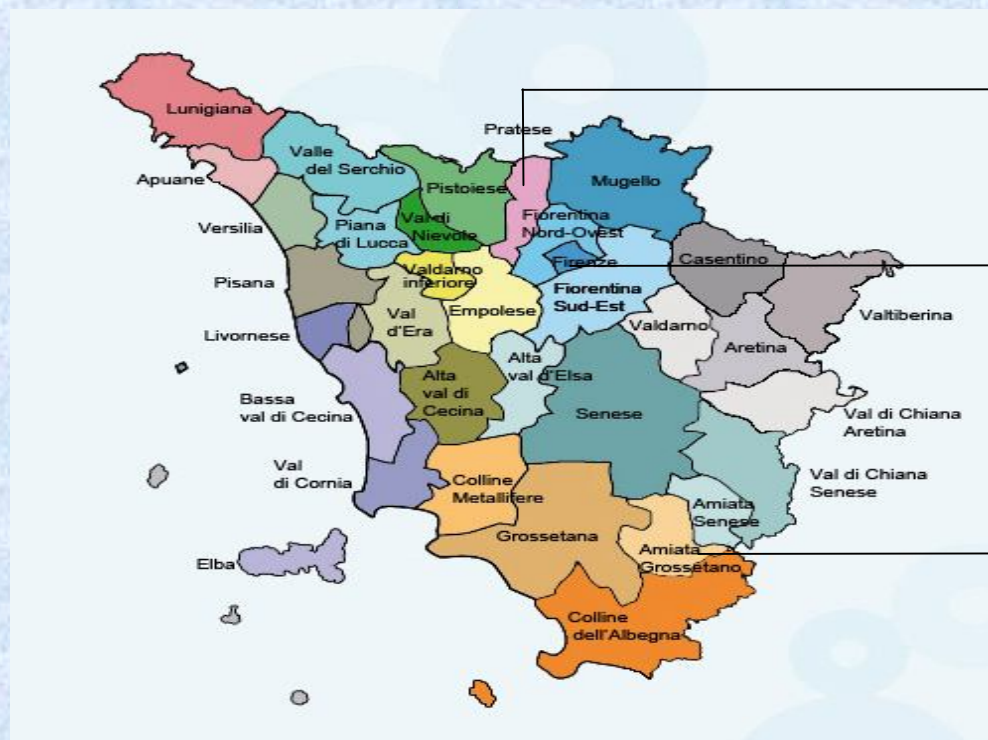 Lunigiana
Pratese
Valle
del Serchio
Mugello
Apuane
Pistoiese
Versilia
Piana
di Lucca
Val di
Nievole
Fiorentina
Nord-Ovest
Firenze
Casentino
Pisana
Valdarno
inferiore
Fiorentina
Sud-Est
Empolese
Val
d'Era
Valtiberina
Livornese
Valdarno
Aretina
Alta
val d'Elsa
Alta
val di
Cecina
Bassa
val di Cecina
Senese
Val di Chiana
Aretina
Val
di Cornia
Colline
Metallifere
Val di Chiana
Senese
Amiata
Senese
Grossetana
Elba
Amiata
Grossetano
Colline
dell'Albegna